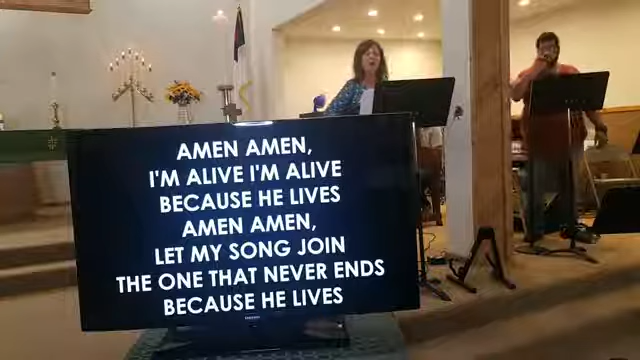 AMEN AMEN,
I'M ALIVE I'M ALIVE
BECAUSE HE LIVES
AMEN AMEN,
LET MY SONG JOIN
THE ONE THAT NEVER ENDS
BECAUSE HE LIVES
SAMSUNG